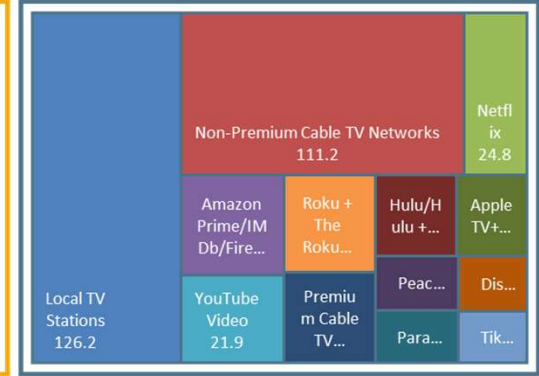 Non-Premium Cable TV Networks
111.2
Netfl
ix
24.8
Amazon
Prime/IM
Db/Fire...
Roku +
The
Roku...
Hulu/H
ulu +...
Apple
TV+...
Local TV
Stations
126.2
YouTube
Video
21.9
Premiu
m Cable
TV...
Peac...
Dis...
Para...
Tik...